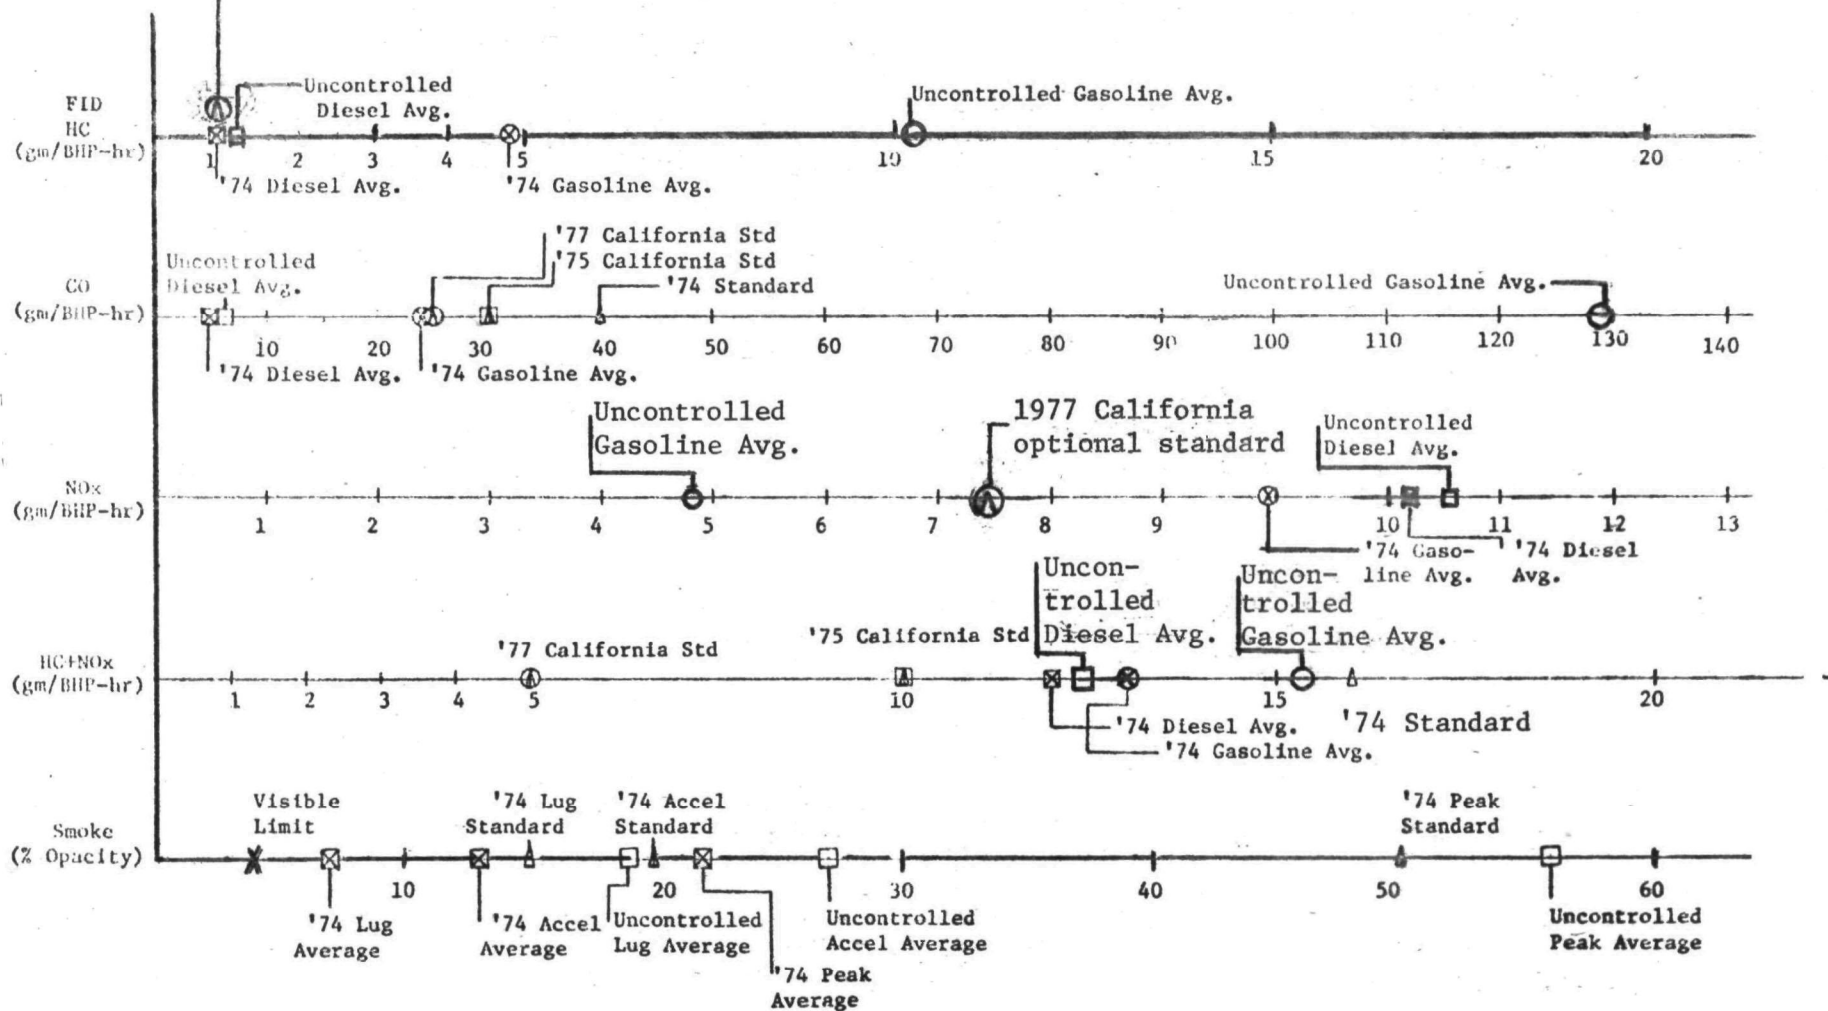 Uncontrolled
Diesel Avg.
Uncontrolled Gasoline Avg.
FID
HC
(gm/BHP-hr)
1 2 3 4 5 10 15 20
'74 Diesel Avg.
'74 Gasoline Avg.
'77 California Std
'75 California Std
'74 Standard
Uncontrolled
Diesel Avg.
Uncontrolled Gasoline Avg.
CO
(gm/BHP-hr)
10 20 30 40 50 60 70 80 90 100 110 120 130 140
'74 Diesel Avg.
'74 Gasoline Avg.
Uncontrolled
Gasoline Avg.
1977 California
optional standard
Uncontrolled
Diesel Avg.
NOx
(gm/BHP-hr)
1 2 3 4 5 6 7 8 9 10 11 12 13
'74 Gaso-
line Avg.
'74 Diesel
Avg.
'77 California Std
'75 California Std
Uncon-
trolled
Diesel Avg.
Uncon-
trolled
Gasoline Avg.
HC+NOx
(gm/BHP-hr)
1 2 3 4 5 10 15 20
'74 Diesel Avg.
'74 Gasoline Avg.
'74 Standard
Visible
Limit
'74 Lug
Standard
'74 Accel
Standard
'74 Peak
Standard
Smoke
(% Opacity)
10 20 30 40 50 60
'74 Lug
Average
'74 Accel
Average
Uncontrolled
Lug Average
'74 Peak
Average
Uncontrolled
Accel Average
Uncontrolled
Peak Average